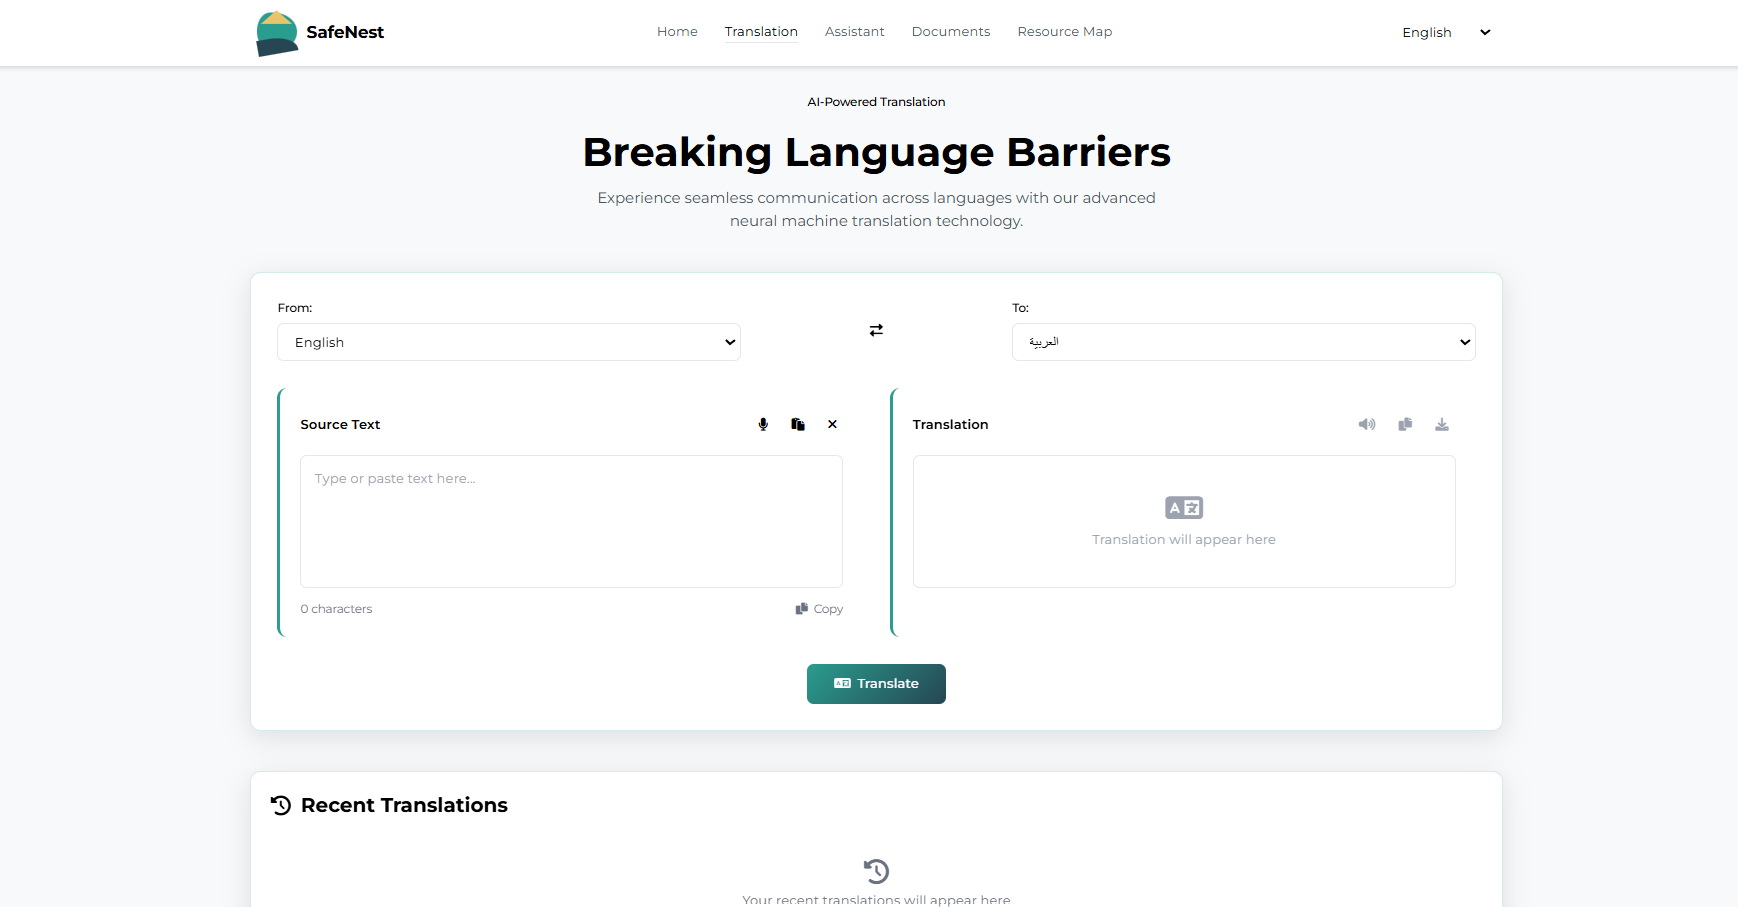 SafeNest
Home
Translation
Assistant
Documents
Resource Map
English
AI-Powered Translation
Breaking Language Barriers
Experience seamless communication across languages with our advanced
neural machine translation technology.
From:
English
To:
العربية
Source Text
Type or paste text here...
0 characters
Copy
Translation
Translation will appear here
Translate
Recent Translations
Your recent translations will appear here